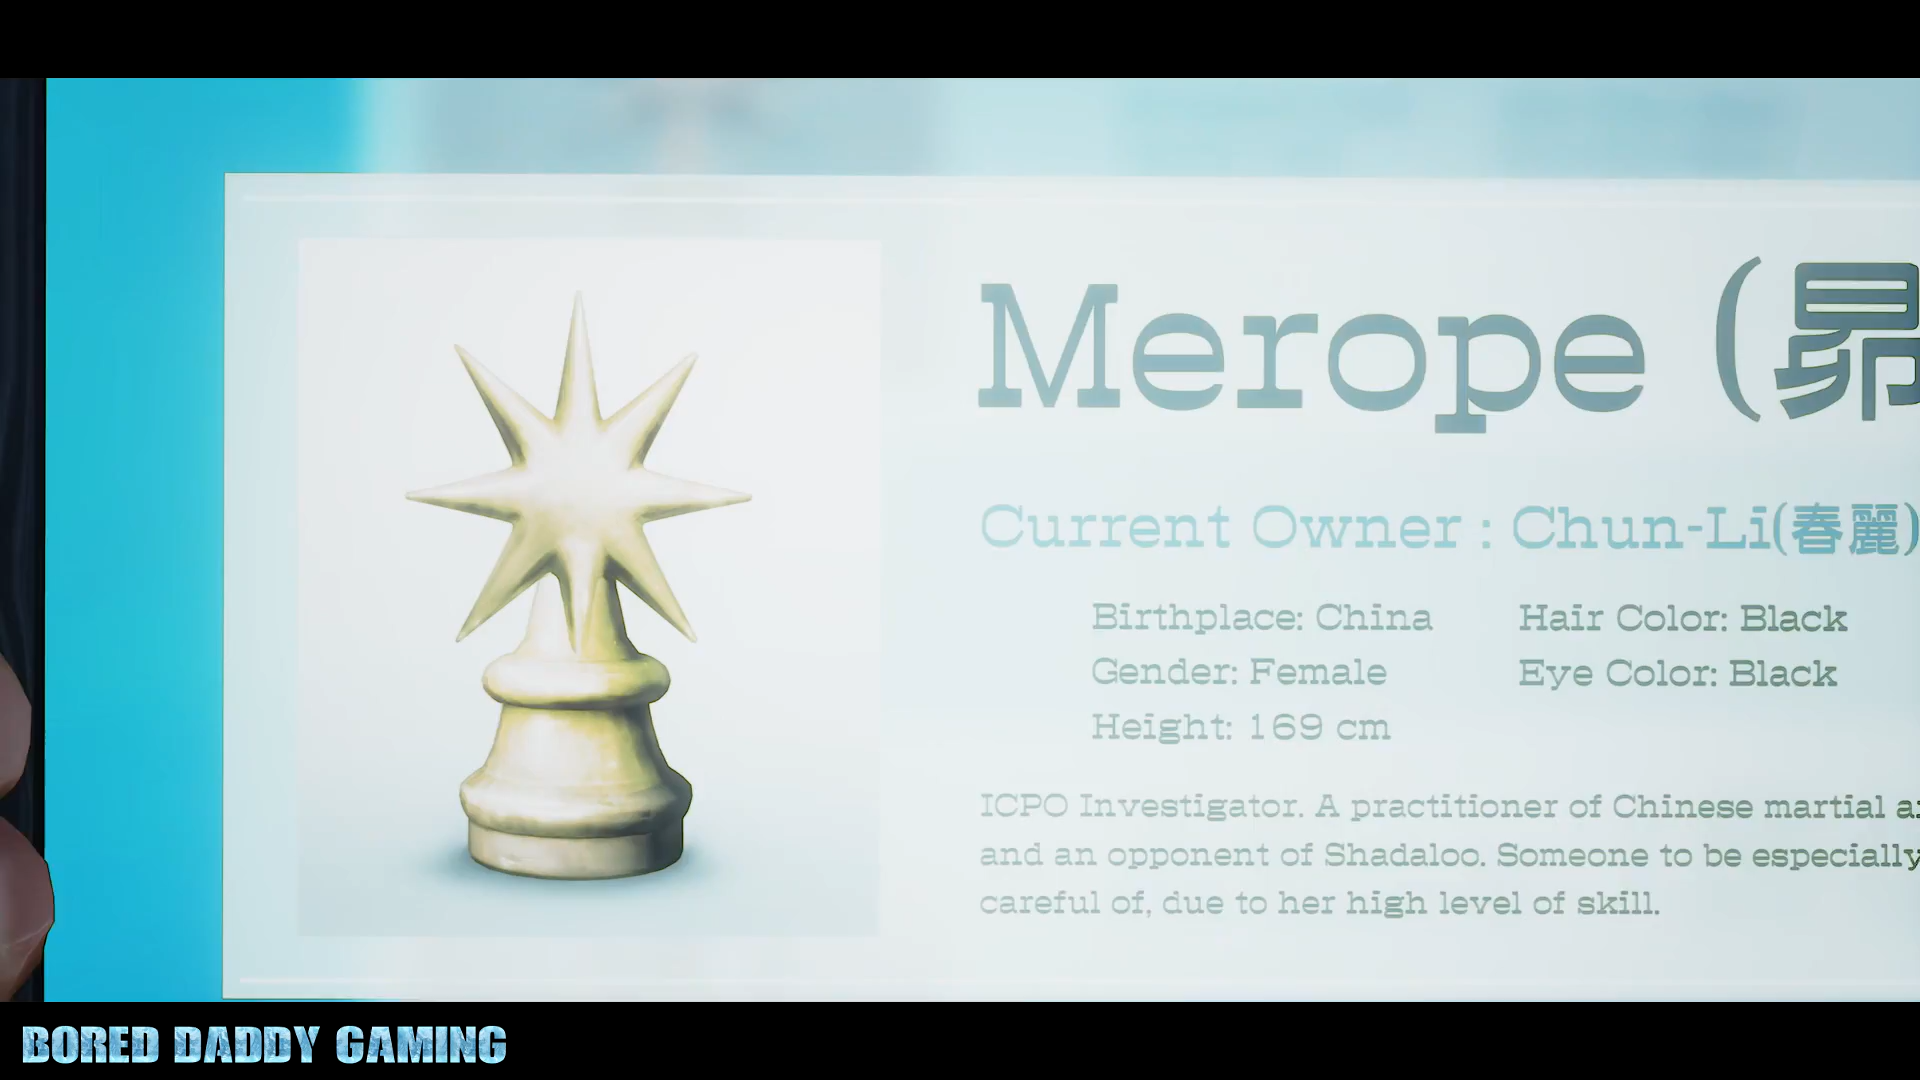 Merope (昴
Current Owner : Chun-Li(春麗)
Birthplace: China
Hair Color: Black
Gender: Female
Eye Color: Black
Height: 169 cm
ICPO Investigator. A practitioner of Chinese martial
and an opponent of Shadaloo. Someone to be especially
careful of, due to her high level of skill.
BORED DADDY GAMING